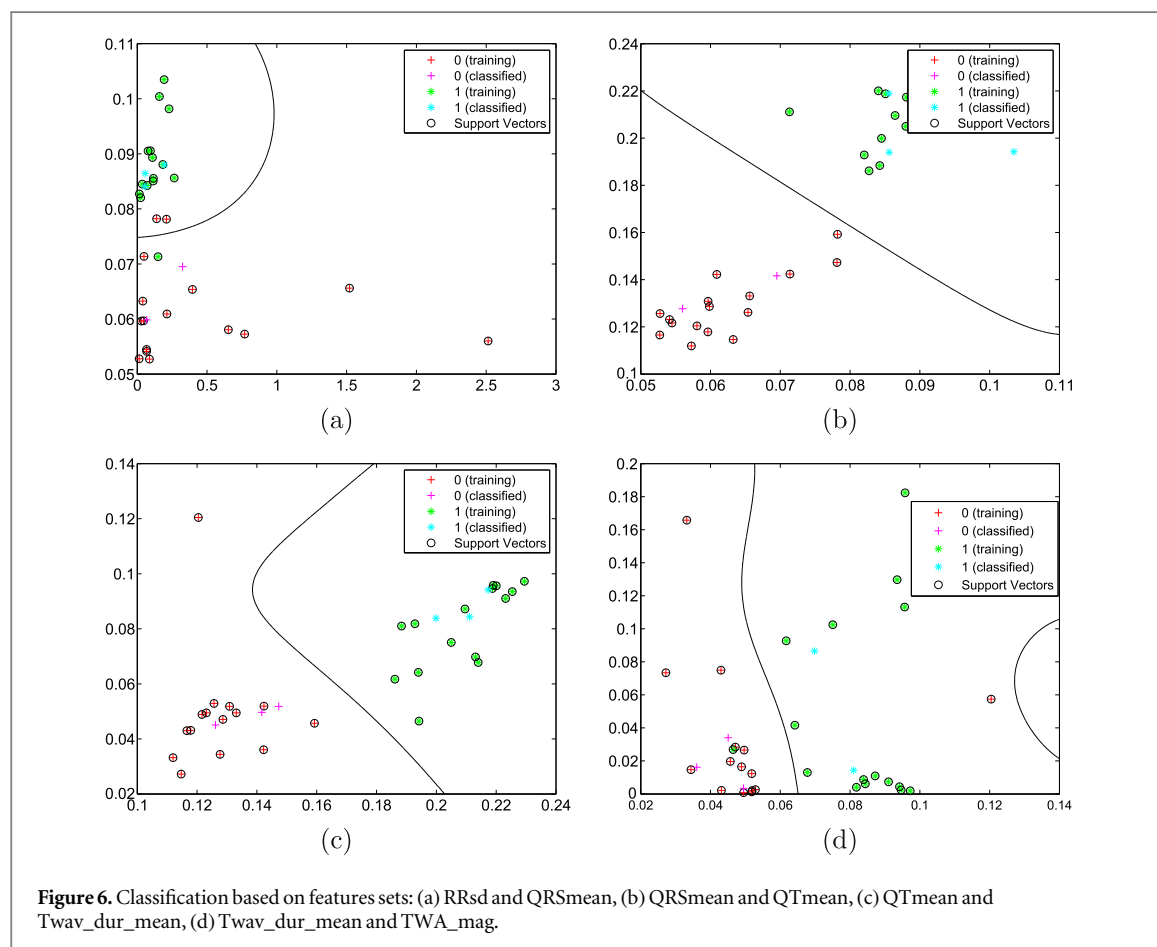 0.11
0.1
0.09
0.08
0.07
0.06
0.05
0 0.5 1 1.5 2 2.5 3
0 (training)
0 (classified)
1 (training)
1 (classified)
Support Vectors
(a)
0.24
0.22
0.2
0.18
0.16
0.14
0.12
0.1
0.05 0.06 0.07 0.08 0.09 0.1 0.11
0 (training)
0 (classified)
1 (training)
1 (classified)
Support Vectors
(b)
0.14
0.12
0.1
0.08
0.06
0.04
0.02
0.1 0.12 0.14 0.16 0.18 0.2 0.22 0.24
0 (training)
0 (classified)
1 (training)
1 (classified)
Support Vectors
(c)
0.2
0.18
0.16
0.14
0.12
0.1
0.08
0.06
0.04
0.02
0
0.02 0.04 0.06 0.08 0.1 0.12 0.14
0 (training)
0 (classified)
1 (training)
1 (classified)
Support Vectors
(d)
Figure 6. Classification based on features sets: (a) RRsd and QRSmean, (b) QRSmean and QTmean, (c) QTmean and
Twav_dur_mean, (d) Twav_dur_mean and TWA_mag.